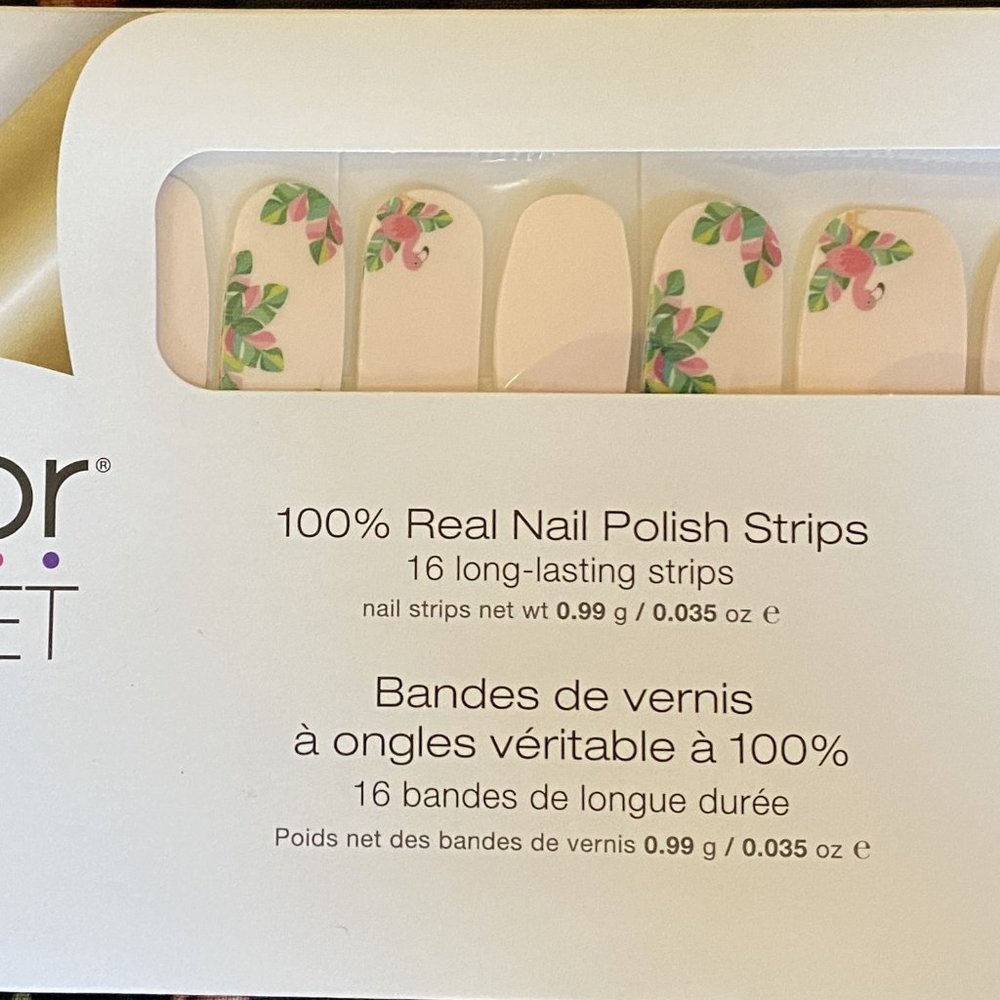 or®
ET
100% Real Nail Polish Strips
16 long-lasting strips
nail strips net wt 0.99 g / 0.035 oz ℮
Bandes de vernis
à ongles véritable à 100%
16 bandes de longue durée
Poids net des bandes de vernis 0.99 g / 0.035 oz ℮